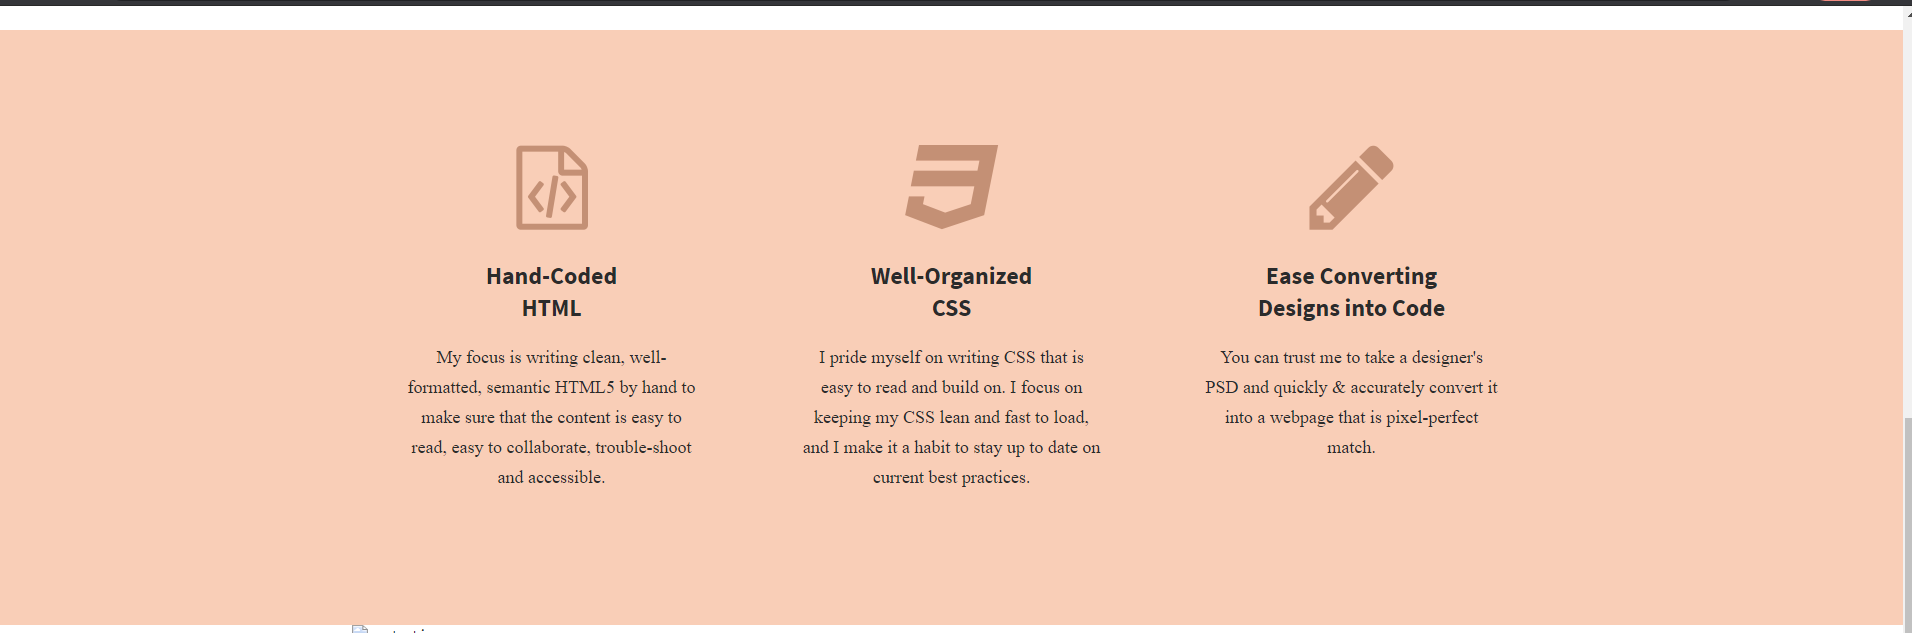 Hand-Coded
HTML
My focus is writing clean, well-
formatted, semantic HTML5 by hand to
make sure that the content is easy to
read, easy to collaborate, trouble-shoot
and accessible.
Well-Organized
CSS
I pride myself on writing CSS that is
easy to read and build on. I focus on
keeping my CSS lean and fast to load,
and I make it a habit to stay up to date on
current best practices.
Ease Converting
Designs into Code
You can trust me to take a designer's
PSD and quickly & accurately convert it
into a webpage that is pixel-perfect
match.